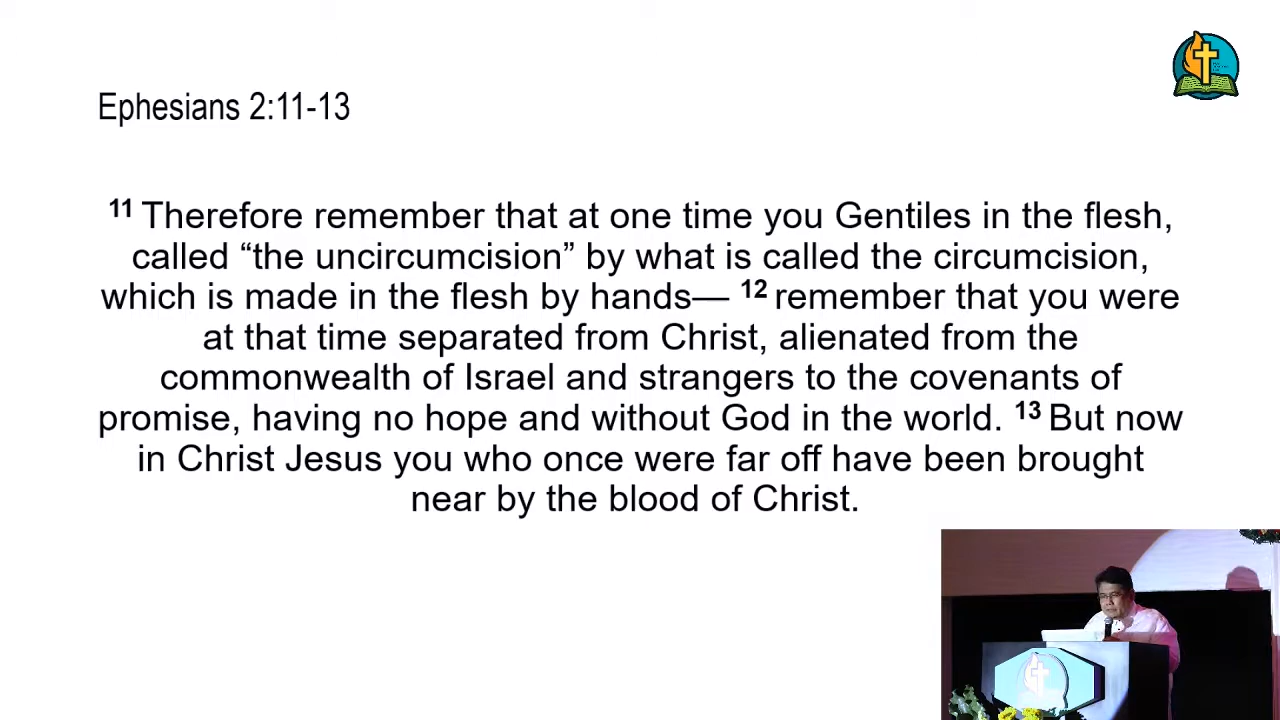 Ephesians 2:11-13
11 Therefore remember that at one time you Gentiles in the flesh,
called “the uncircumcision” by what is called the circumcision,
which is made in the flesh by hands— 12 remember that you were
at that time separated from Christ, alienated from the
commonwealth of Israel and strangers to the covenants of
promise, having no hope and without God in the world. 13 But now
in Christ Jesus you who once were far off have been brought
near by the blood of Christ.